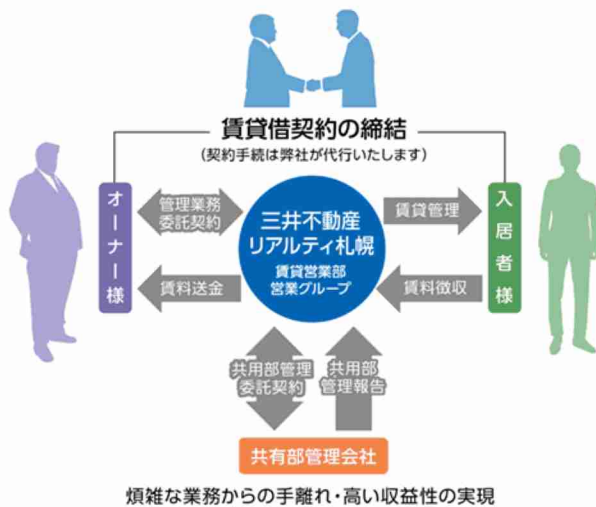 賃貸借契約の締結
(契約手続は弊社が代行いたします)
オーナー様
管理業務
委託契約
賃料送金
三井不動産
リアルティ札幌
賃貸営業部
営業グループ
賃貸管理
賃料徴収
入居者様
共用部管理
委託契約
共用部
管理報告
共有部管理会社
煩雑な業務からの手離れ・高い収益性の実現